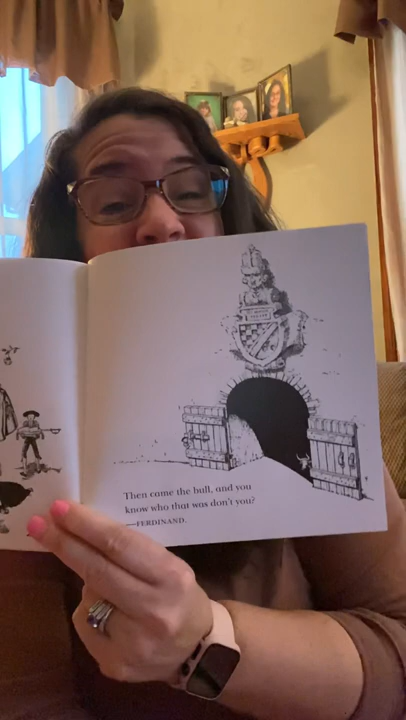 Then came the bull, and you
know who that was don't you?
—FERDINAND.